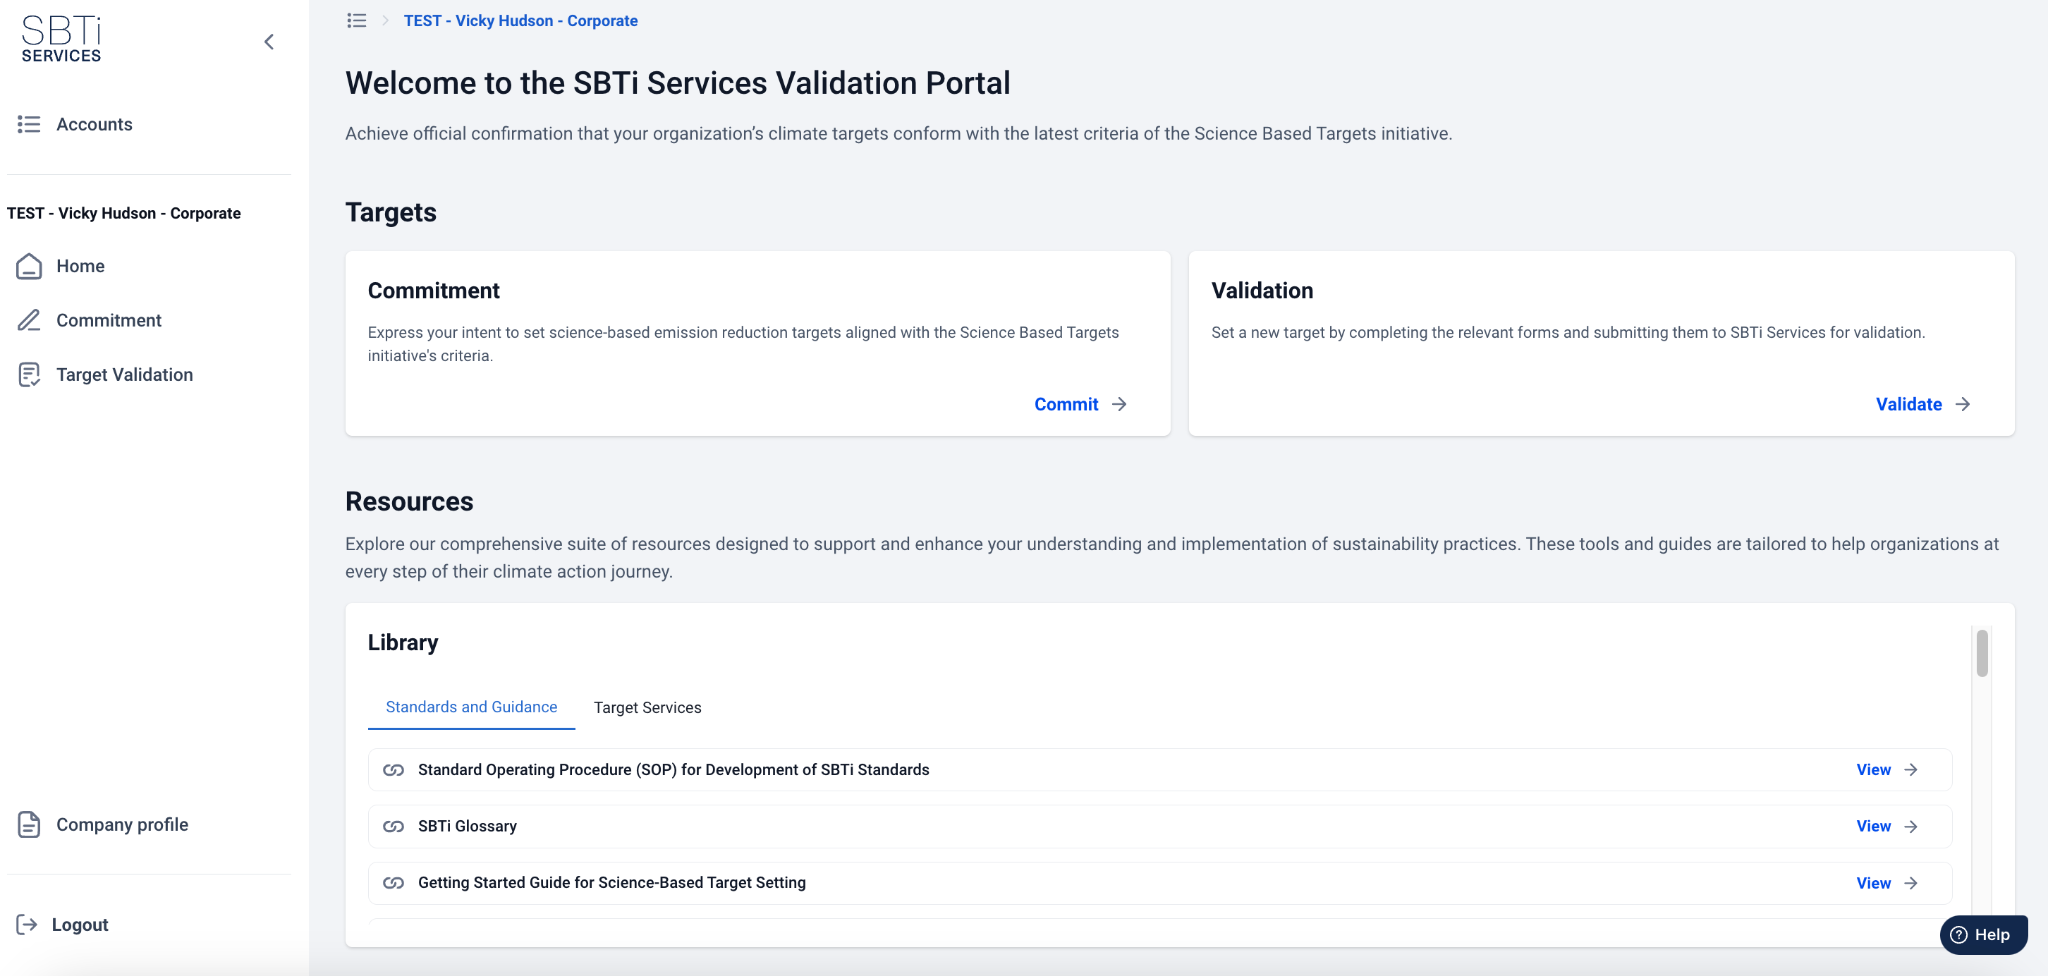 SBTi
SERVICES
Accounts
TEST - Vicky Hudson - Corporate
Home
Commitment
Target Validation
Company profile
Logout
TEST - Vicky Hudson - Corporate
Welcome to the SBTi Services Validation Portal
Achieve official confirmation that your organization’s climate targets conform with the latest criteria of the Science Based Targets initiative.
Targets
Commitment
Express your intent to set science-based emission reduction targets aligned with the Science Based Targets
initiative's criteria.
Commit
Validation
Set a new target by completing the relevant forms and submitting them to SBTi Services for validation.
Validate
Resources
Explore our comprehensive suite of resources designed to support and enhance your understanding and implementation of sustainability practices. These tools and guides are tailored to help organizations at
every step of their climate action journey.
Library
Standards and Guidance Target Services
Standard Operating Procedure (SOP) for Development of SBTi Standards View
SBTi Glossary View
Getting Started Guide for Science-Based Target Setting View
Help